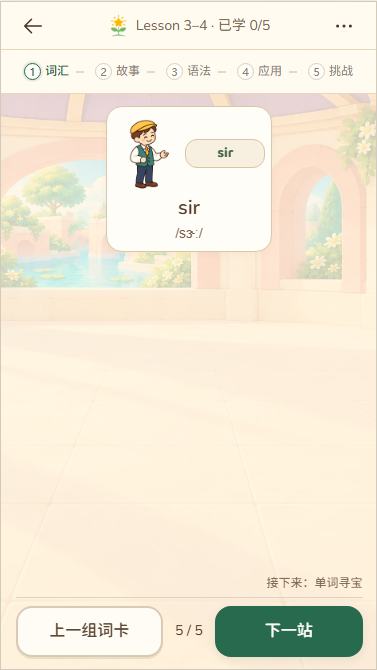 Lesson 3–4 · 已学 0/5
1 词汇 – 2 故事 – 3 语法 – 4 应用 – 5 挑战
sir
sir
/sɝː/
接下来：单词寻宝
上一组词卡 5 / 5 下一站